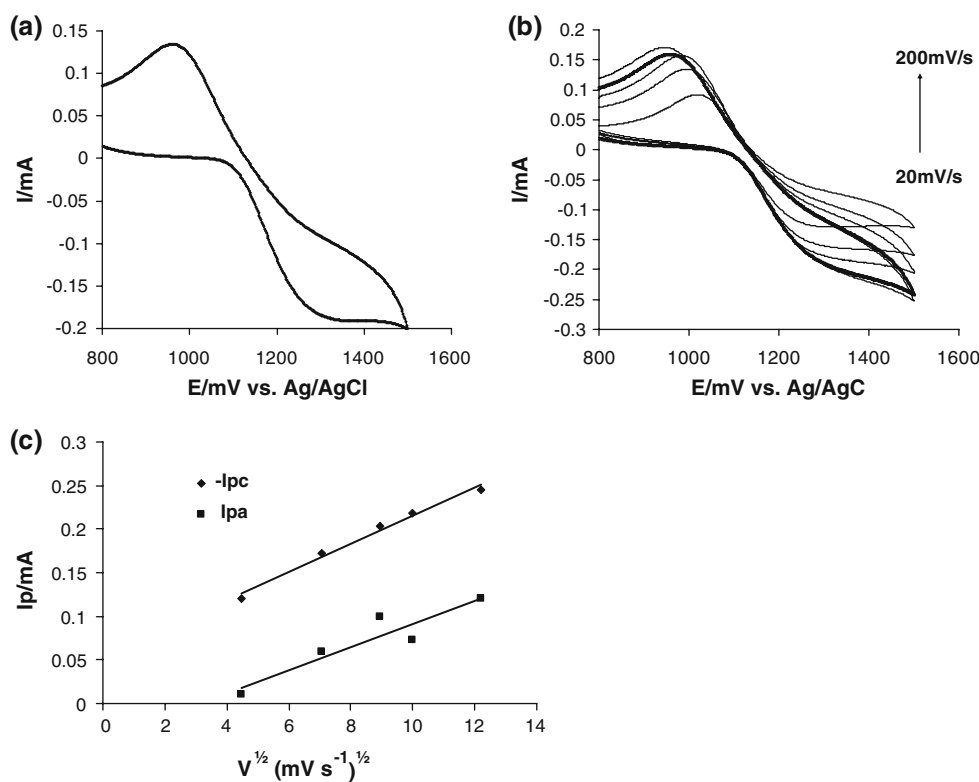 (a)
I/mA
0.15
0.1
0.05
0
-0.05
-0.1
-0.15
-0.2
800 1000 1200 1400 1600
E/mV vs. Ag/AgCl
(b)
I/mA
0.2
0.15
0.1
0.05
0
-0.05
-0.1
-0.15
-0.2
-0.25
-0.3
200mV/s
20mV/s
800 1000 1200 1400 1600
E/mV vs. Ag/AgC
(c)
Ip/mA
0.3
0.25
0.2
0.15
0.1
0.05
0
-Ipc
Ipa
0 2 4 6 8 10 12 14
V½ (mV s⁻¹)½